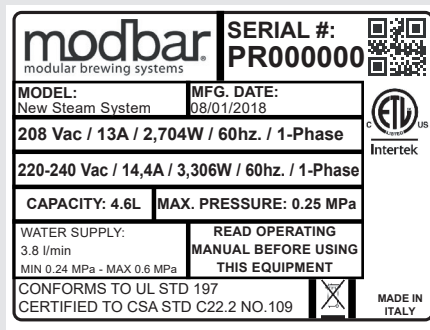 modbar
modular brewing systems
SERIAL #:
PR000000
MODEL:
New Steam System
MFG. DATE:
08/01/2018
208 Vac / 13A / 2,704W / 60hz. / 1-Phase
220-240 Vac / 14,4A / 3,306W / 60hz. / 1-Phase
CAPACITY: 4.6L
MAX. PRESSURE: 0.25 MPa
WATER SUPPLY:
3.8 l/min
MIN 0.24 MPa - MAX 0.6 MPa
READ OPERATING
MANUAL BEFORE USING
THIS EQUIPMENT
CONFORMS TO UL STD 197
CERTIFIED TO CSA STD C22.2 NO.109
ETL
LISTED
C US
Intertek
MADE IN
ITALY